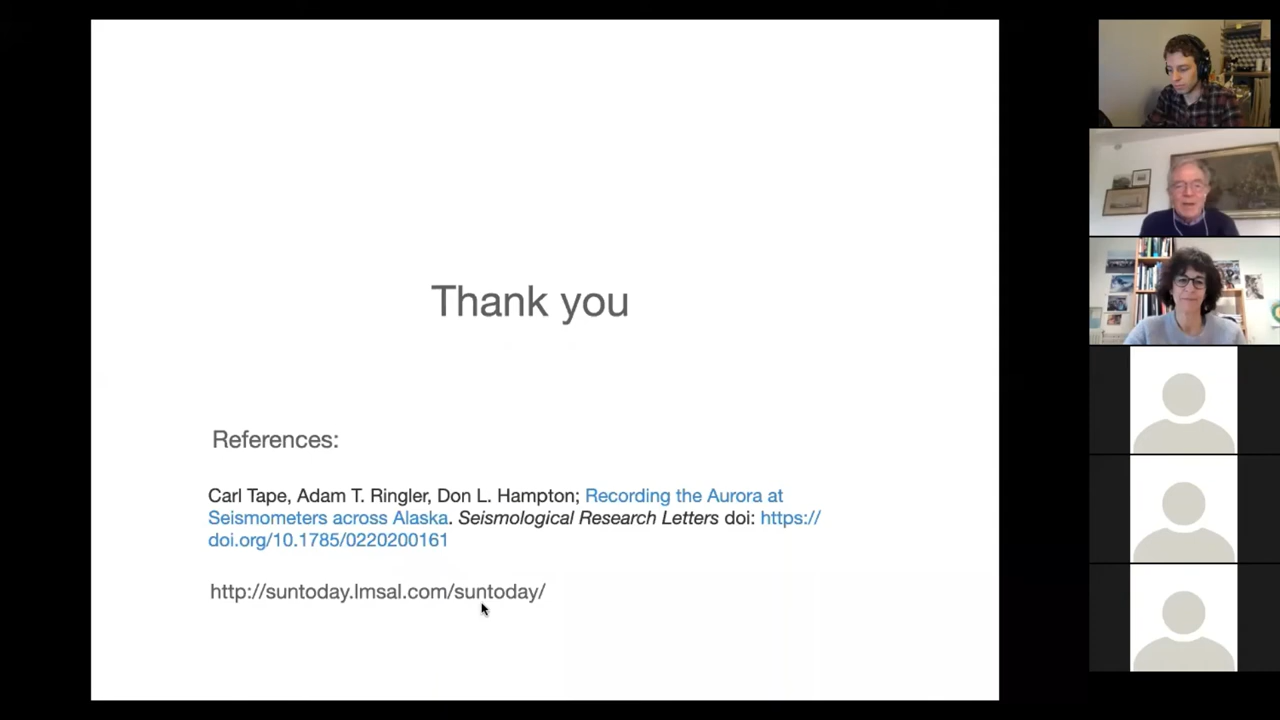 Thank you
References:
Carl Tape, Adam T. Ringler, Don L. Hampton; Recording the Aurora at
Seismometers across Alaska. Seismological Research Letters doi: https://
doi.org/10.1785/0220200161
http://suntoday.lmsal.com/suntoday/